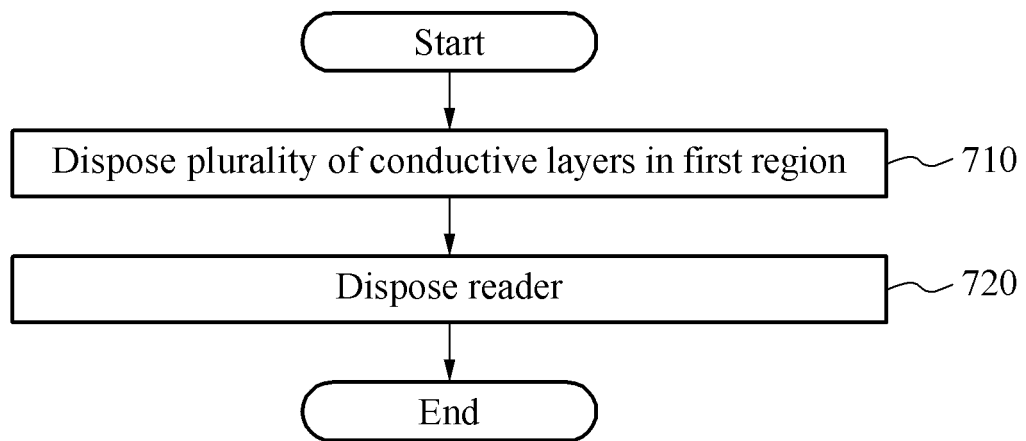 Start
Dispose plurality of conductive layers in first region
710
Dispose reader
720
End